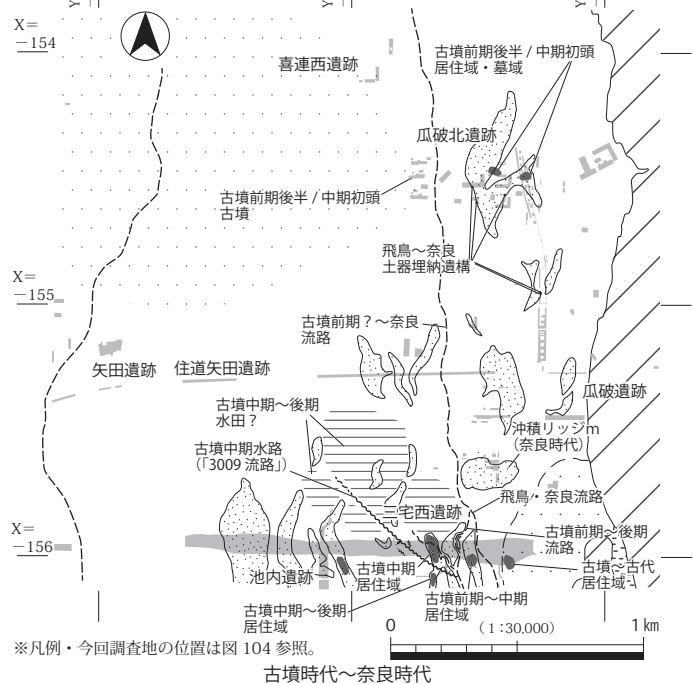 Y
Y
Y
X=
−154
喜連西遺跡
古墳前期後半 / 中期初頭
居住域・墓域
瓜破北遺跡
古墳前期後半 / 中期初頭
古墳
飛鳥～奈良
土器埋納遺構
X=
−155
古墳前期？～奈良
流路
矢田遺跡
住道矢田遺跡
瓜破遺跡
古墳中期～後期
水田？
沖積リッジm
（奈良時代）
古墳中期水路
（「3009 流路」）
飛鳥・奈良流路
三宅西遺跡
X=
−156
古墳前期～後期
流路
池内遺跡
古墳中期
居住域
古墳～古代
居住域
古墳中期～後期
居住域
古墳前期～中期
居住域
0
（1：30,000）
1 km
※凡例・今回調査地の位置は図 104 参照。
古墳時代～奈良時代